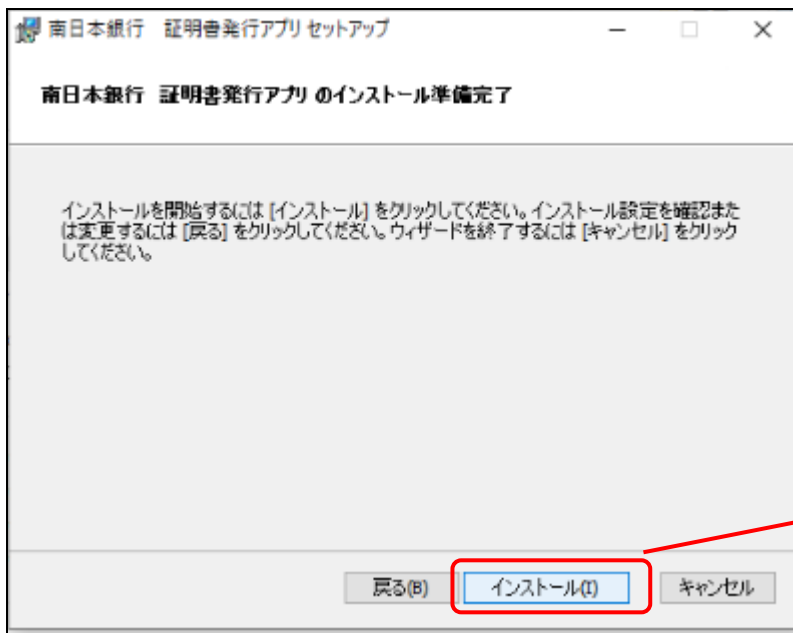 南日本銀行 証明書発行アプリ セットアップ
南日本銀行 証明書発行アプリ のインストール準備完了
インストールを開始するには [インストール] をクリックしてください。インストール設定を確認また
は変更するには [戻る] をクリックしてください。ウィザードを終了するには [キャンセル] をクリック
してください。
戻る(B) インストール(I) キャンセル